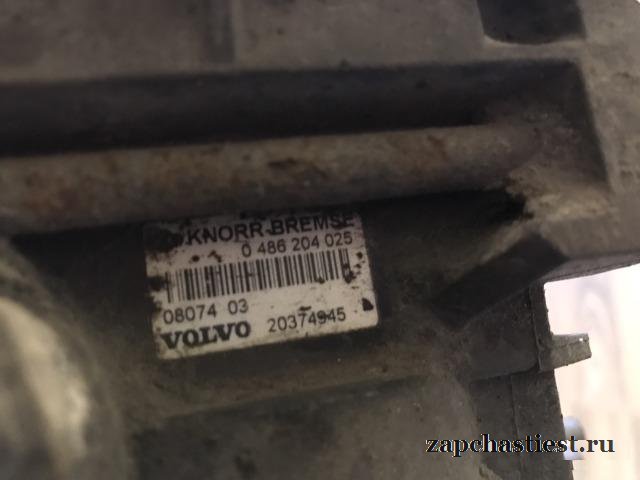 KNORR-BREMSE
0 486 204 025
08074 03
VOLVO 20374945
zapchastiest.ru